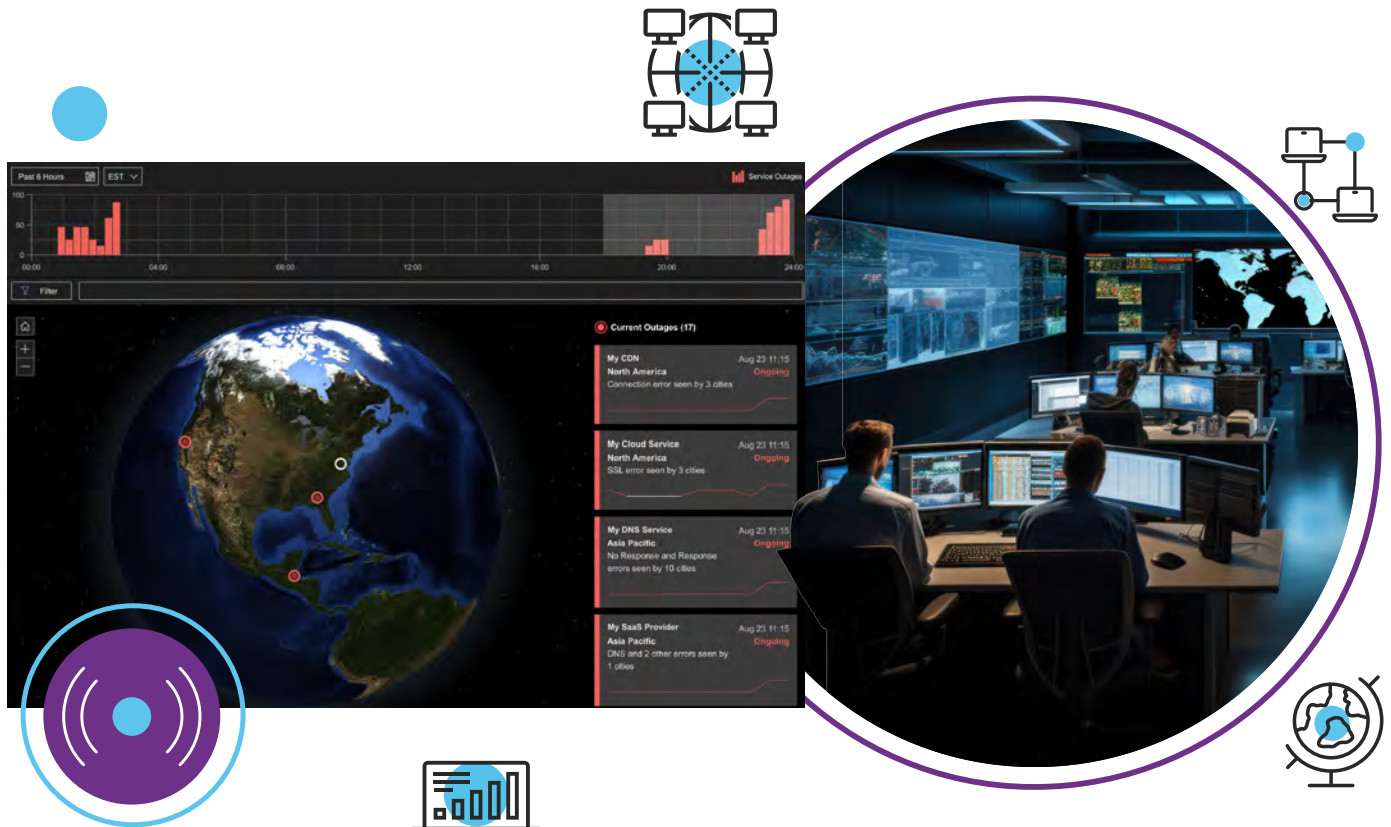 Past 6 Hours
EST
Service Outages
100
50
0
00:00
04:00
08:00
12:00
16:00
20:00
24:00
Filter
Current Outages (17)
My CDN
Aug 23 11:15
North America
Ongoing
Connection error seen by 3 cities
My Cloud Service
Aug 23 11:15
North America
Ongoing
SSL error seen by 3 cities
My DNS Service
Aug 23 11:15
Asia Pacific
Ongoing
No Response and Response
errors seen by 10 cities
My SaaS Provider
Aug 23 11:15
Asia Pacific
Ongoing
DNS and 2 other errors seen by
1 cities